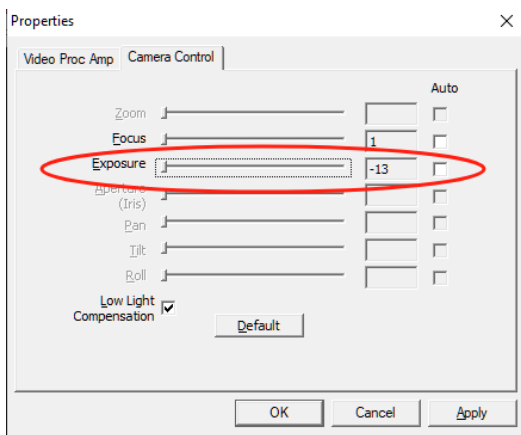 Properties
Video Proc Amp
Camera Control
Auto
Zoom
Focus
1
Exposure
-13
Aperture
(Iris)
Pan
Tilt
Roll
Low Light
Compensation
Default
OK
Cancel
Apply